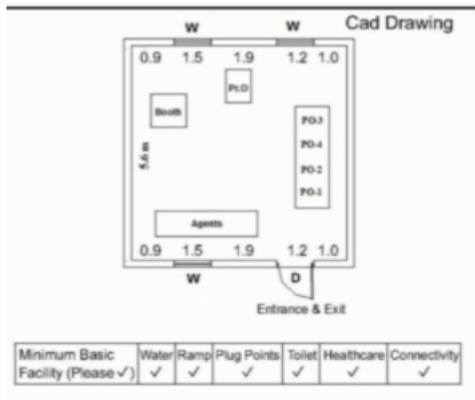 Cad Drawing
W W
0.9 1.5 1.9 1.2 1.0
Pr.O
Booth
PO-3
PO-4
PO-2
PO-1
5.6 m
Agents
0.9 1.5 1.9 1.2 1.0
W D
Entrance & Exit
Minimum Basic Facility (Please ✓) Water Ramp Plug Points Toilet Healthcare Connectivity
✓ ✓ ✓ ✓ ✓ ✓